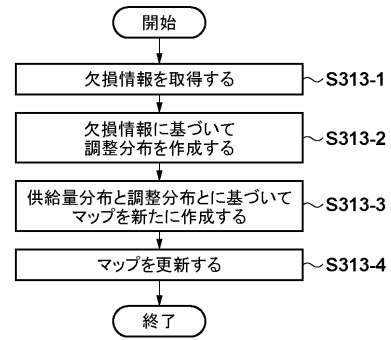 開始
欠損情報を取得する
S313-1
欠損情報に基づいて
調整分布を作成する
S313-2
供給量分布と調整分布とに基づいて
マップを新たに作成する
S313-3
マップを更新する
S313-4
終了